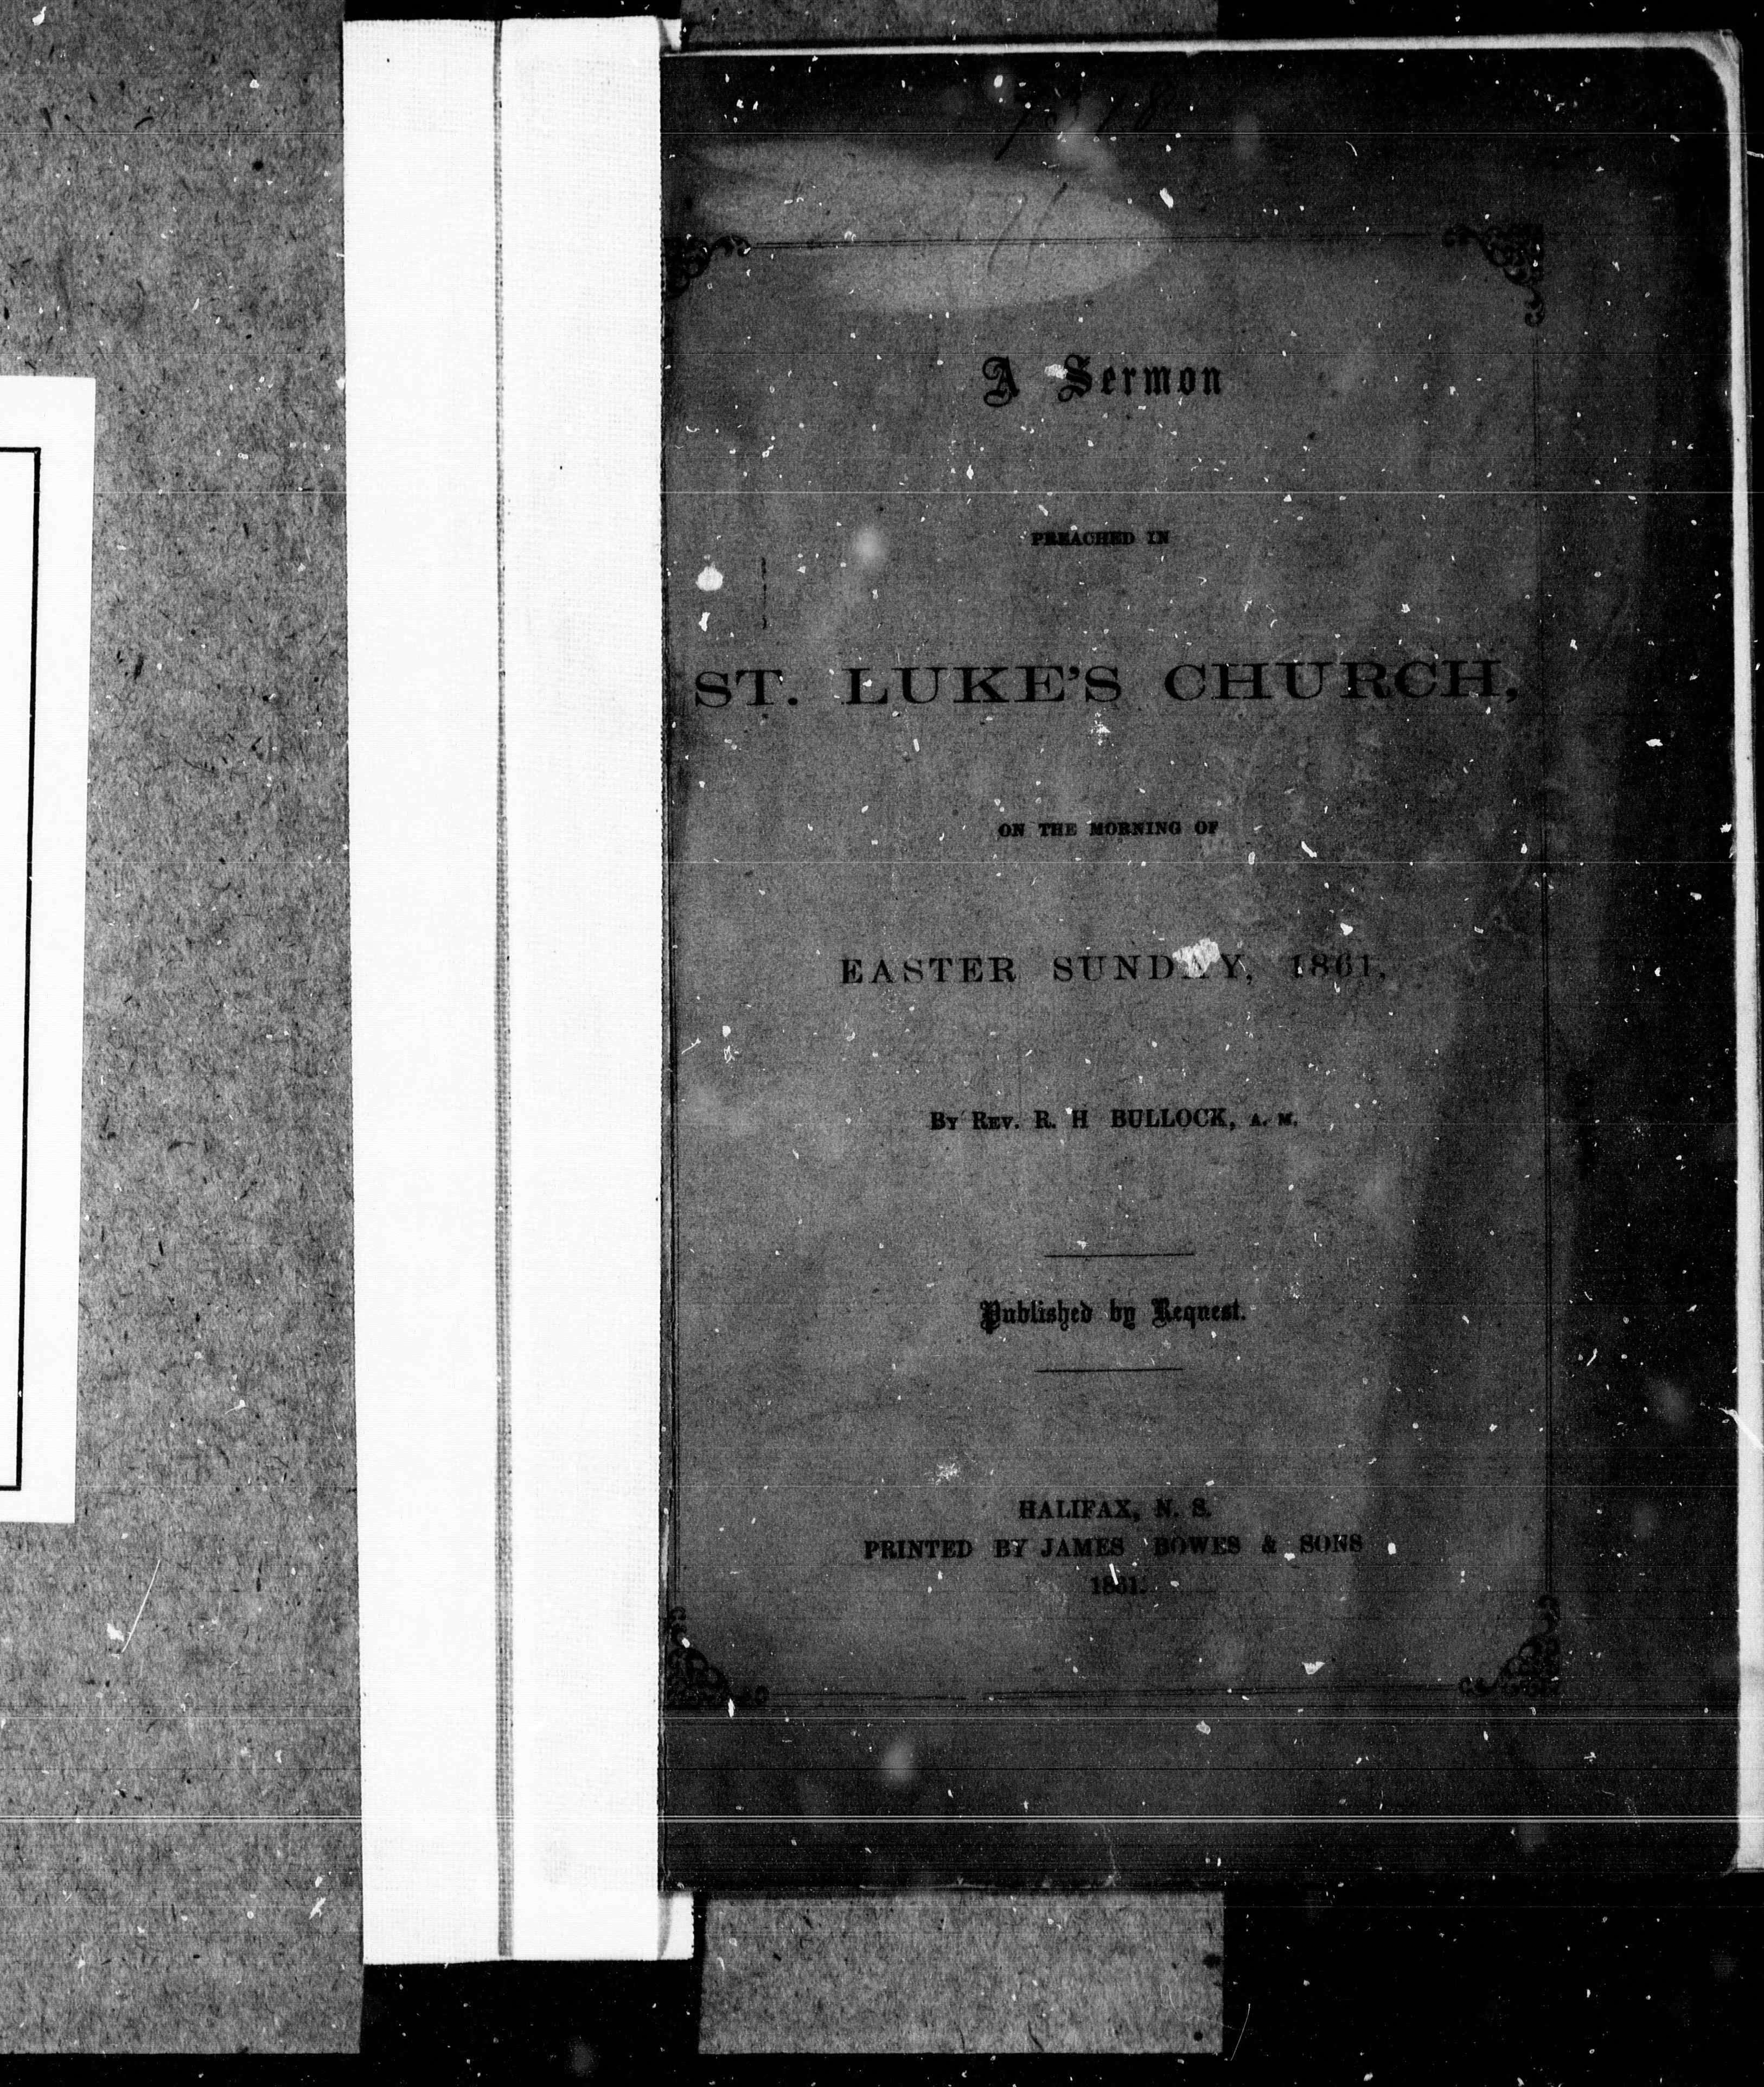 A Sermon
PREACHED IN
ST. LUKE'S CHURCH,
ON THE MORNING OF
EASTER SUNDAY, 1861,
By Rev. R. H BULLOCK, A. M.
Published by Request.
HALIFAX, N. S.
PRINTED BY JAMES BOWES & SONS
1861.